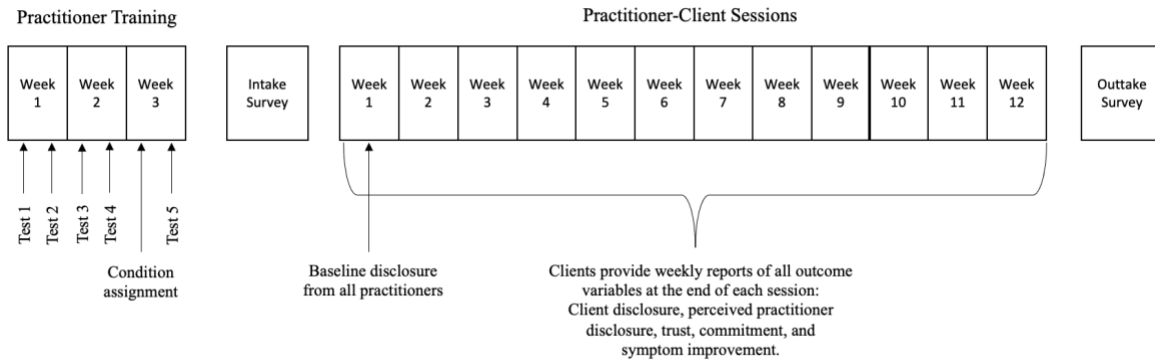 Practitioner Training
Practitioner-Client Sessions
Week
1
Week
2
Week
3
Intake
Survey
Week
1
Week
2
Week
3
Week
4
Week
5
Week
6
Week
7
Week
8
Week
9
Week
10
Week
11
Week
12
Outtake
Survey
Test 1
Test 2
Test 3
Test 4
Test 5
Condition
assignment
Baseline disclosure
from all practitioners
Clients provide weekly reports of all outcome
variables at the end of each session:
Client disclosure, perceived practitioner
disclosure, trust, commitment, and
symptom improvement.